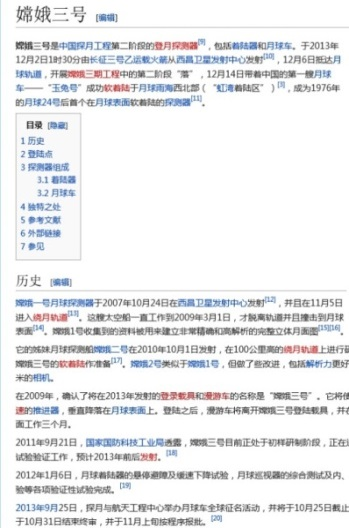 嫦娥三号 [编辑]
嫦娥三号是中国探月工程第二阶段的登月探测器[9]，包括着陆器和月球车。于2013年
12月2日1时30分由长征三号乙运载火箭从西昌卫星发射中心发射[10]，12月6日抵达月
球轨道，开展嫦娥三期工程中的第二阶段“落”，12月14日带着中国的第一艘月球
车——“玉兔号”成功软着陆于月球雨海西北部（“虹湾着陆区”）[3]，成为1976年
的月球24号后首个在月球表面软着陆的探测器[11]。
目录 [隐藏]
1 历史
2 登陆点
3 探测器组成
3.1 着陆器
3.2 月球车
4 独特之处
5 参考文献
6 外部链接
7 参见
历史 [编辑]
嫦娥一号月球探测器于2007年10月24日在西昌卫星发射中心发射[12]，并且在11月5日
进入绕月轨道[13]。这艘太空船一直工作到2009年3月1日，才脱离轨道并且撞击到月球
表面[14]。嫦娥1号收集到的资料被用来建立非常精确和高解析的完整立体月面图[15][16]。
它的姊妹月球探测船嫦娥二号在2010年10月1日发射，在100公里高的绕月轨道上进行研
嫦娥三号的软着陆作准备[17]。嫦娥2号类似于嫦娥1号，但做了些改进，包括解析力更好
米的相机。
在2009年，确认了将在2013年发射的登录载具和漫游车的名称是“嫦娥三号”。它将使
速的推进器，垂直降落在月球表面上。登陆之后，漫游车将离开嫦娥三号登陆载具，并在
面工作三个月。
2011年9月21日，国家国防科技工业局透露，嫦娥三号目前正处于初样研制阶段，正在进
试验验证工作，预计2013年前后发射。[18]
2012年1月6日，月球着陆器的悬停避障及缓速下降试验，月球巡视器的综合测试及内、
验等各项验证性试验完成。[19]
2013年9月25日，探月与航天工程中心举办月球车全球征名活动，并将于10月25日截止
于10月31日结束终审，并于11月上旬按程序报批。[20]